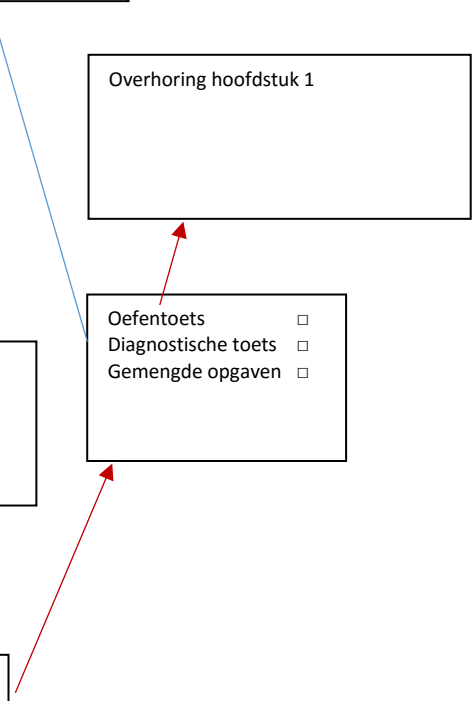 Overhoring hoofdstuk 1
Oefentoets □
Diagnostische toets □
Gemengde opgaven □